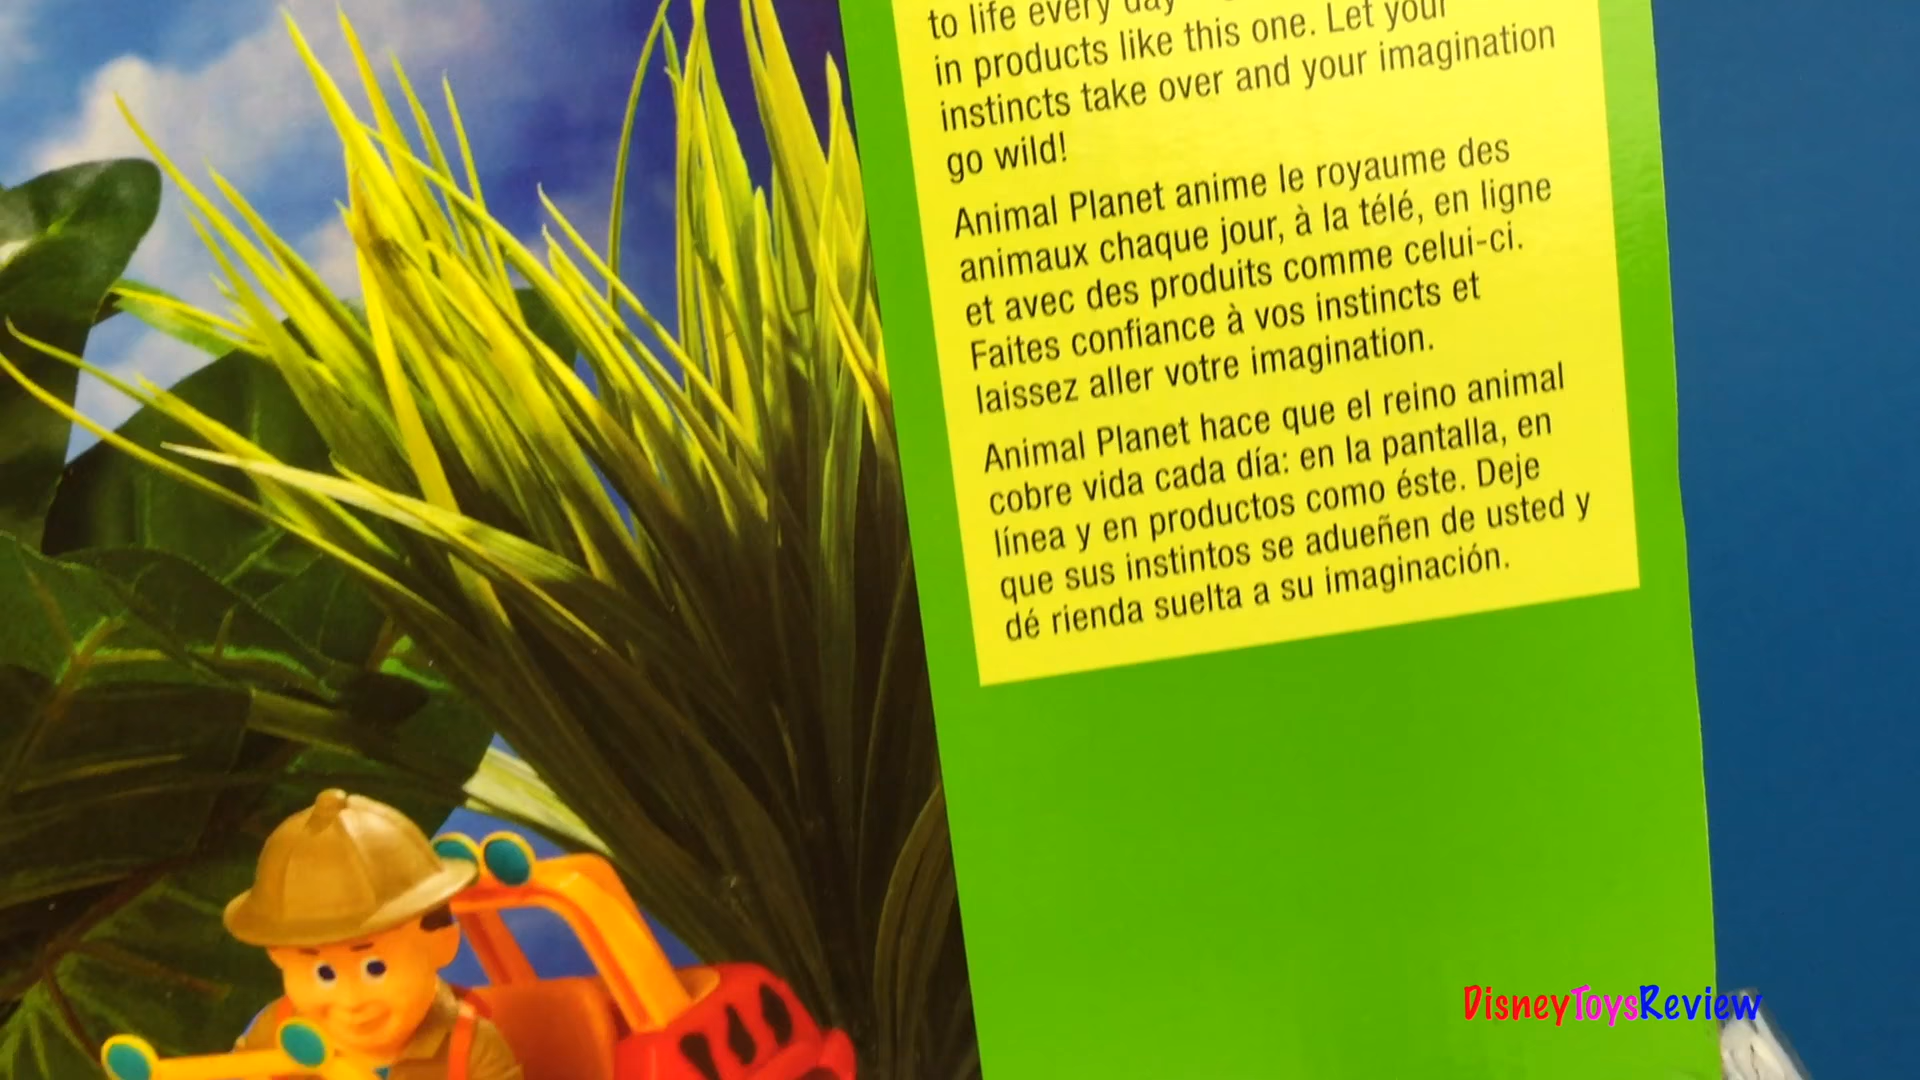 to life every day
in products like this one. Let your
instincts take over and your imagination
go wild!
Animal Planet anime le royaume des
animaux chaque jour, à la télé, en ligne
et avec des produits comme celui-ci.
Faites confiance à vos instincts et
laissez aller votre imagination.
Animal Planet hace que el reino animal
cobre vida cada día: en la pantalla, en
línea y en productos como éste. Deje
que sus instintos se adueñen de usted y
dé rienda suelta a su imaginación.
DisneyToysReview